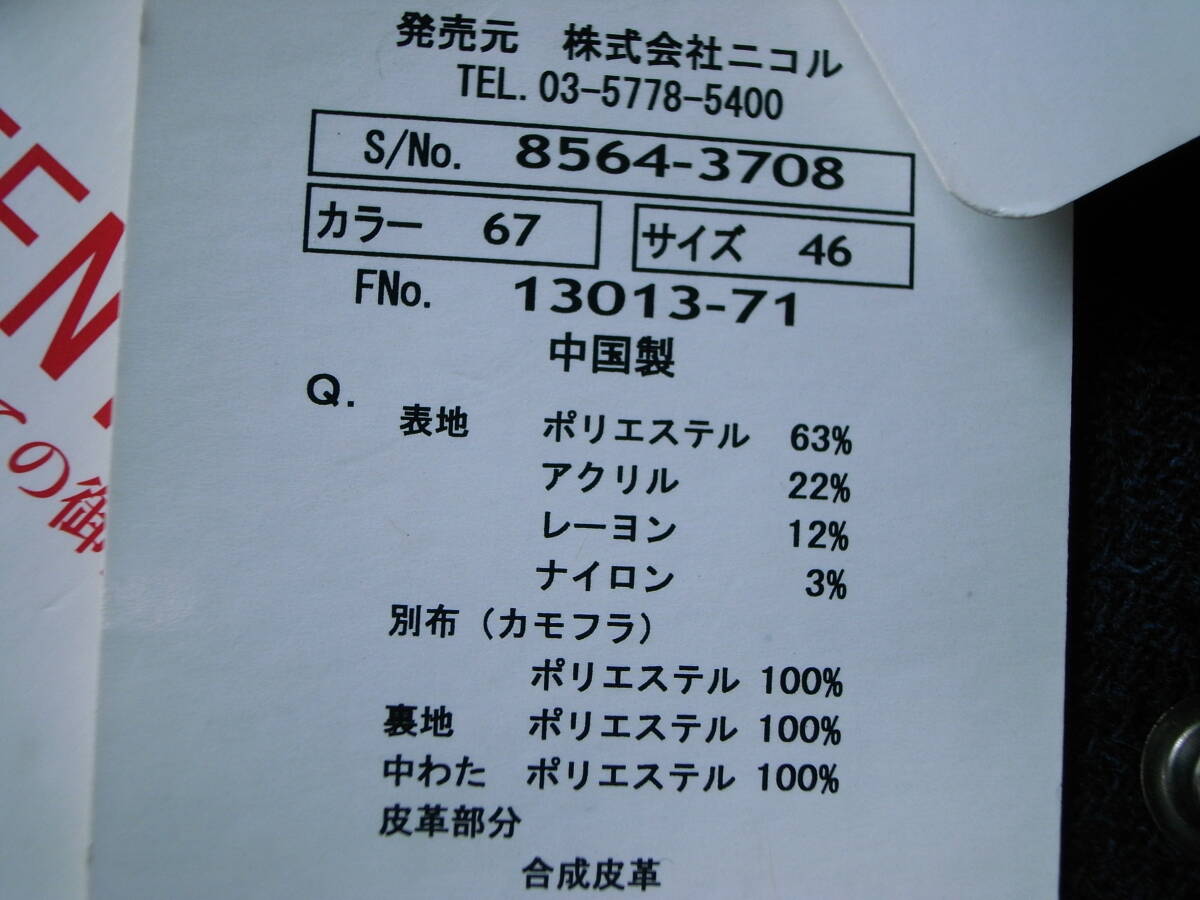 発売元 株式会社ニコル
TEL. 03-5778-5400
S/No. 8564-3708
カラー 67 サイズ 46
FNo. 13013-71
中国製
Q.
表地 ポリエステル 63%
アクリル 22%
レーヨン 12%
ナイロン 3%
別布（カモフラ）
ポリエステル 100%
裏地 ポリエステル 100%
中わた ポリエステル 100%
皮革部分
合成皮革
の御